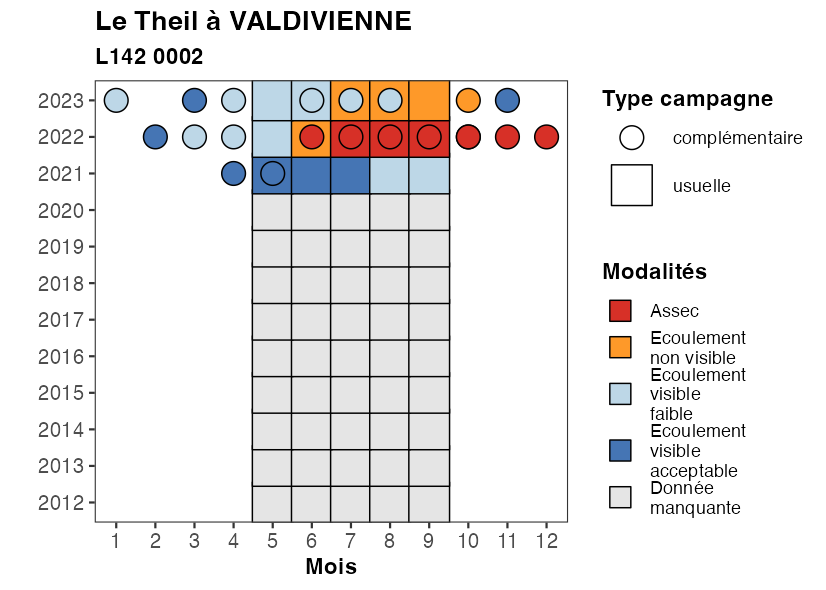 Le Theil à VALDIVIENNE
L142 0002
2023
2022
2021
2020
2019
2018
2017
2016
2015
2014
2013
2012
1 2 3 4 5 6 7 8 9 10 11 12
Mois
Type campagne
complémentaire
usuelle
Modalités
Assec
Ecoulement
non visible
Ecoulement
visible
faible
Ecoulement
visible
acceptable
Donnée
manquante